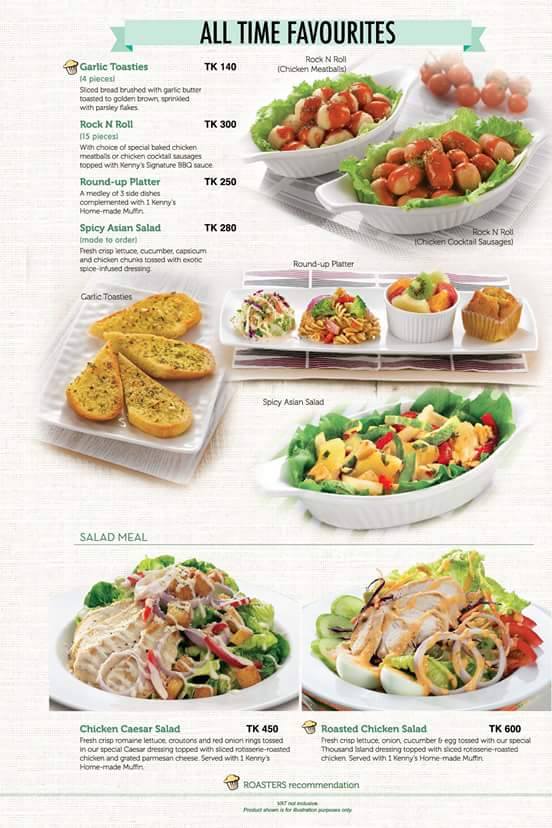 ALL TIME FAVOURITES
Garlic Toasties TK 140
(4 pieces)
Sliced bread brushed with garlic butter
toasted to golden brown, sprinkled
with parsley flakes.
Rock N Roll TK 300
(15 pieces)
With choice of special baked chicken
meatballs or chicken cocktail sausages
topped with Kenny's Signature BBQ sauce.
Round-up Platter TK 250
A medley of 3 side dishes
complemented with 1 Kenny's
Home-made Muffin.
Spicy Asian Salad TK 280
(made to order)
Fresh crisp lettuce, cucumber, capsicum
and chicken chunks tossed with exotic
spice-infused dressing.
Rock N Roll
(Chicken Meatballs)
Rock N Roll
(Chicken Cocktail Sausages)
Round-up Platter
Garlic Toasties
Spicy Asian Salad
SALAD MEAL
Chicken Caesar Salad TK 450
Fresh crisp romaine lettuce, croutons and red onion rings tossed
in our special Caesar dressing topped with sliced rotisserie-roasted
chicken and grated parmesan cheese. Served with 1 Kenny's
Home-made Muffin.
Roasted Chicken Salad TK 600
Fresh crisp lettuce, onion, cucumber & egg tossed with our special
Thousand Island dressing topped with sliced rotisserie-roasted
chicken. Served with 1 Kenny's Home-made Muffin.
ROASTERS recommendation
VAT not inclusive.
Product shown is for illustration purposes only.